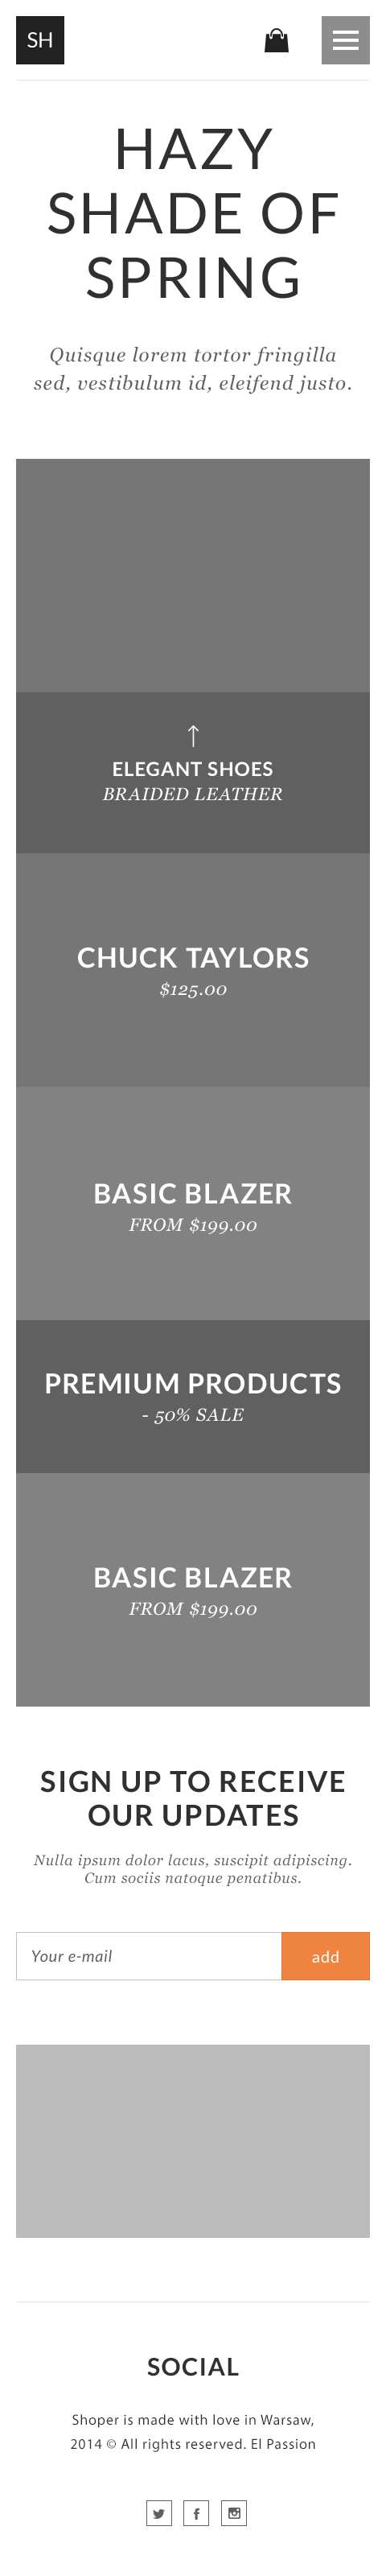 SH
HAZY
SHADE OF
SPRING
Quisque lorem tortor fringilla
sed, vestibulum id, eleifend justo.
↑
ELEGANT SHOES
BRAIDED LEATHER
CHUCK TAYLORS
$125.00
BASIC BLAZER
FROM $199.00
PREMIUM PRODUCTS
- 50% SALE
BASIC BLAZER
FROM $199.00
SIGN UP TO RECEIVE
OUR UPDATES
Nulla ipsum dolor lacus, suscipit adipiscing.
Cum sociis natoque penatibus.
Your e-mail
add
SOCIAL
Shoper is made with love in Warsaw,
2014 © All rights reserved. El Passion